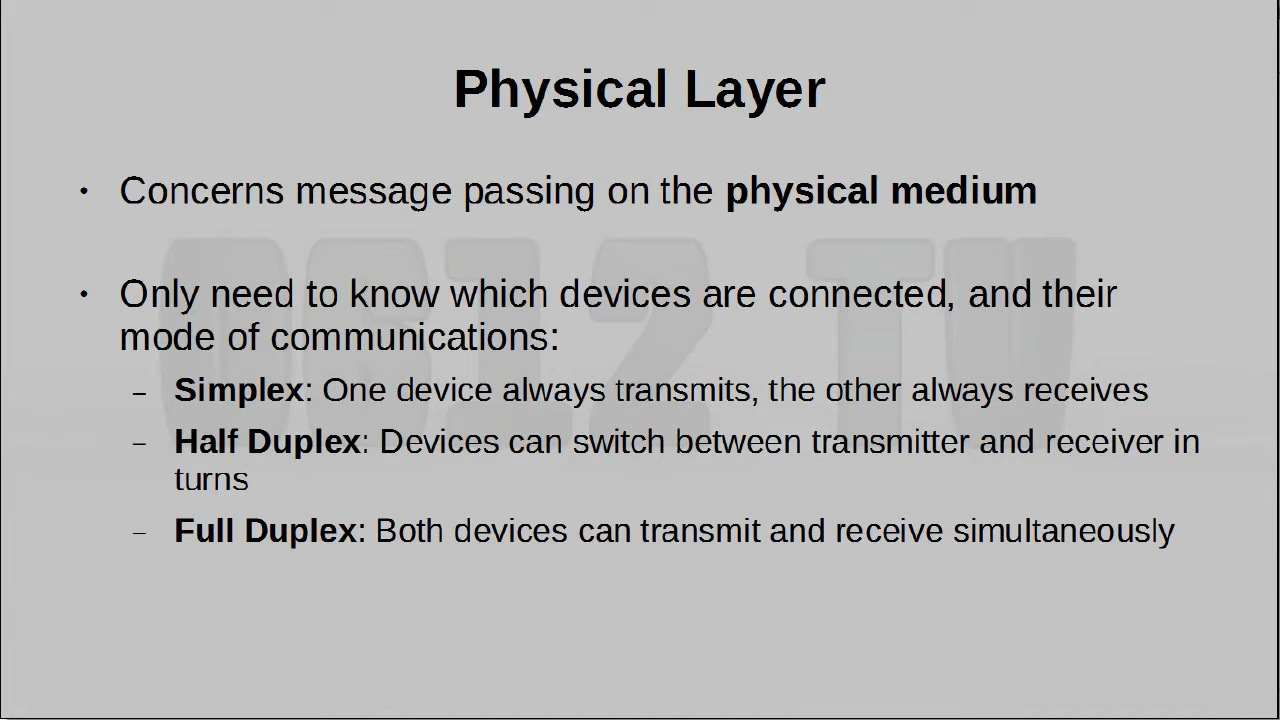 Physical Layer
• Concerns message passing on the physical medium
• Only need to know which devices are connected, and their
mode of communications:
– Simplex: One device always transmits, the other always receives
– Half Duplex: Devices can switch between transmitter and receiver in
turns
– Full Duplex: Both devices can transmit and receive simultaneously
0612 TV